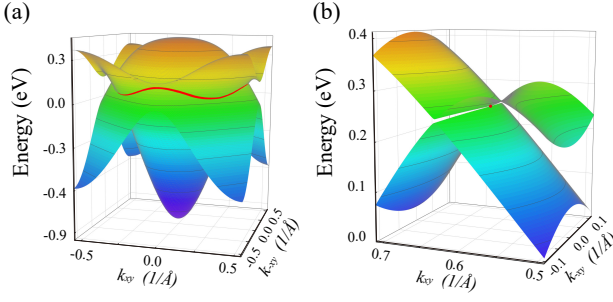 (a)
Energy (eV)
0.3
0.0
-0.3
-0.4
-0.9
-0.5
0.0
0.5
k_xy (1/Å)
-0.5
0.0
0.5
k_-xy (1/Å)
(b)
Energy (eV)
0.4
0.3
0.2
0.1
0.0
0.7
0.6
0.5
k_xy (1/Å)
-0.1
0.0
0.1
k_-xy (1/Å)